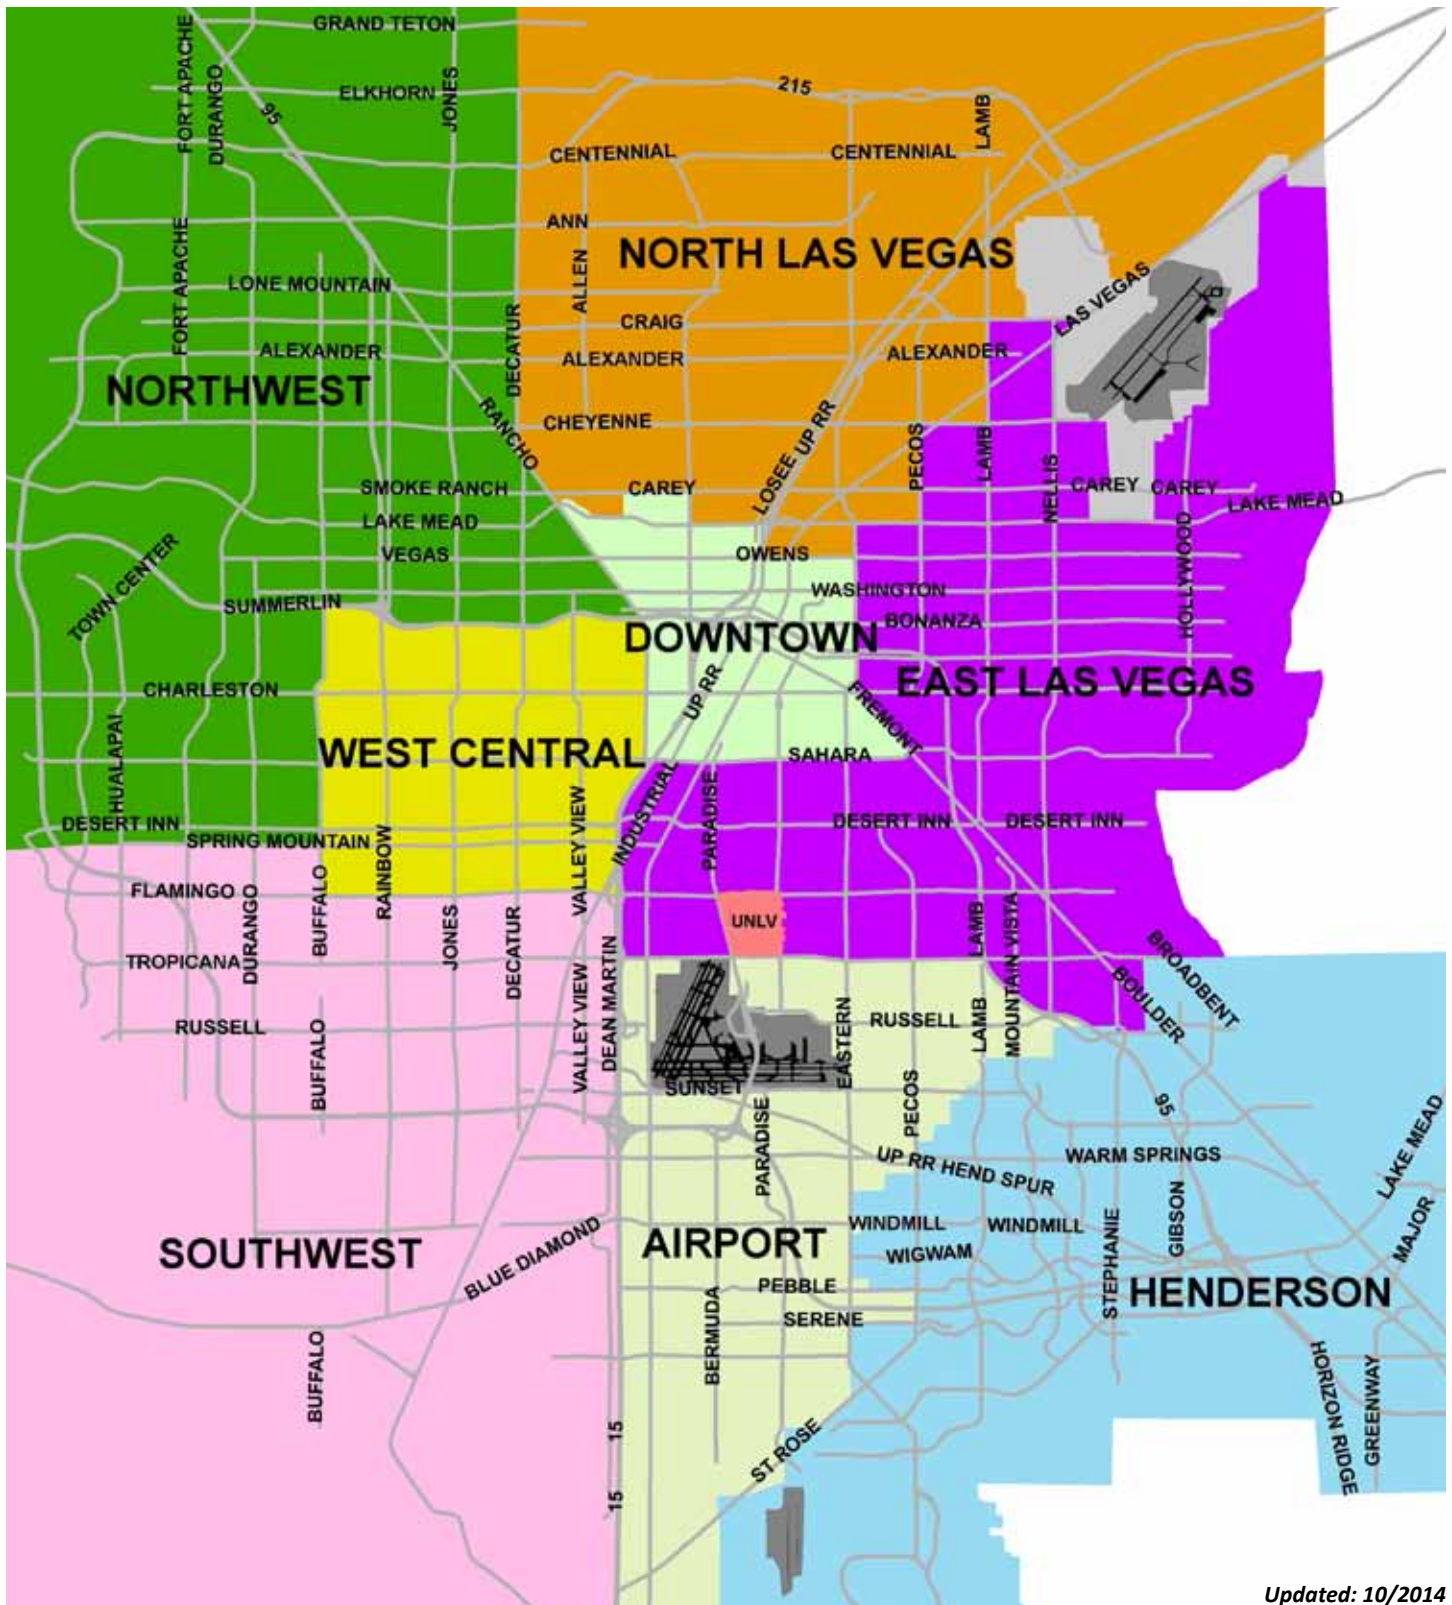 GRAND TETON
FORT APACHE
DURANGO
95
ELKHORN
JONES
215
LAMB
CENTENNIAL
CENTENNIAL
ANN
ALLEN
NORTH LAS VEGAS
FORT APACHE
LONE MOUNTAIN
LAS VEGAS
CRAIG
ALEXANDER
DECATUR
ALEXANDER
ALEXANDER
NORTHWEST
RANCHO
CHEYENNE
LOSEE
UP RR
PECOS
LAMB
NELLIS
SMOKE RANCH
CAREY
CAREY
CAREY
LAKE MEAD
LAKE MEAD
VEGAS
OWENS
HOLLYWOOD
TOWN CENTER
SUMMERLIN
WASHINGTON
BONANZA
DOWNTOWN
EAST LAS VEGAS
CHARLESTON
UP RR
FREMONT
HUALAPAI
WEST CENTRAL
SAHARA
INDUSTRIAL
PARADISE
VALLEY VIEW
DESERT INN
DESERT INN
DESERT INN
SPRING MOUNTAIN
RAINBOW
FLAMINGO
DURANGO
BUFFALO
JONES
DECATUR
UNLV
LAMB
MOUNTAIN VISTA
TROPICANA
BROADBENT
BOULDER
VALLEY VIEW
DEAN MARTIN
RUSSELL
BUFFALO
EASTERN
RUSSELL
LAMB
SUNSET
PECOS
95
PARADISE
LAKE MEAD
UP RR HEND SPUR
WARM SPRINGS
GIBSON
MAJOR
WINDMILL
WINDMILL
STEPHANIE
SOUTHWEST
BLUE DIAMOND
AIRPORT
WIGWAM
PEBBLE
HENDERSON
BERMUDA
SERENE
BUFFALO
HORIZON RIDGE
GREENWAY
15
ST ROSE
15
Updated: 10/2014